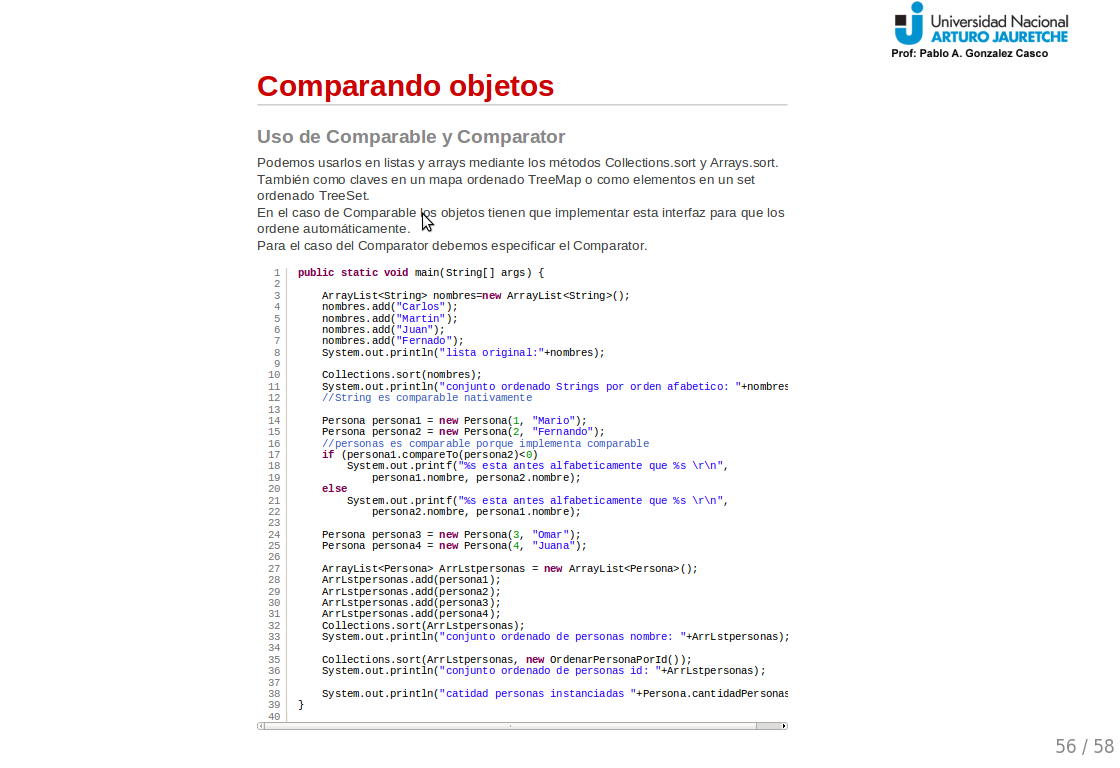 Universidad Nacional
ARTURO JAURETCHE
Prof: Pablo A. Gonzalez Casco
Comparando objetos
Uso de Comparable y Comparator
Podemos usarlos en listas y arrays mediante los métodos Collections.sort y Arrays.sort.
También como claves en un mapa ordenado TreeMap o como elementos en un set
ordenado TreeSet.
En el caso de Comparable los objetos tienen que implementar esta interfaz para que los
ordene automáticamente.
Para el caso del Comparator debemos especificar el Comparator.
1 public static void main(String[] args) {
2
3 ArrayList<String> nombres=new ArrayList<String>();
4 nombres.add("Carlos");
5 nombres.add("Martin");
6 nombres.add("Juan");
7 nombres.add("Fernado");
8 System.out.println("lista original:"+nombres);
9
10 Collections.sort(nombres);
11 System.out.println("conjunto ordenado Strings por orden afabetico: "+nombres
12 //String es comparable nativamente
13
14 Persona persona1 = new Persona(1, "Mario");
15 Persona persona2 = new Persona(2, "Fernando");
16 //personas es comparable porque implementa comparable
17 if (persona1.compareTo(persona2)<0)
18 System.out.printf("%s esta antes alfabeticamente que %s \r\n",
19 persona1.nombre, persona2.nombre);
20 else
21 System.out.printf("%s esta antes alfabeticamente que %s \r\n",
22 persona2.nombre, persona1.nombre);
23
24 Persona persona3 = new Persona(3, "Omar");
25 Persona persona4 = new Persona(4, "Juana");
26
27 ArrayList<Persona> ArrLstpersonas = new ArrayList<Persona>();
28 ArrLstpersonas.add(persona1);
29 ArrLstpersonas.add(persona2);
30 ArrLstpersonas.add(persona3);
31 ArrLstpersonas.add(persona4);
32 Collections.sort(ArrLstpersonas);
33 System.out.println("conjunto ordenado de personas nombre: "+ArrLstpersonas);
34
35 Collections.sort(ArrLstpersonas, new OrdenarPersonaPorId());
36 System.out.println("conjunto ordenado de personas id: "+ArrLstpersonas);
37
38 System.out.println("catidad personas instanciadas "+Persona.cantidadPersonas
39 }
40
56 / 58